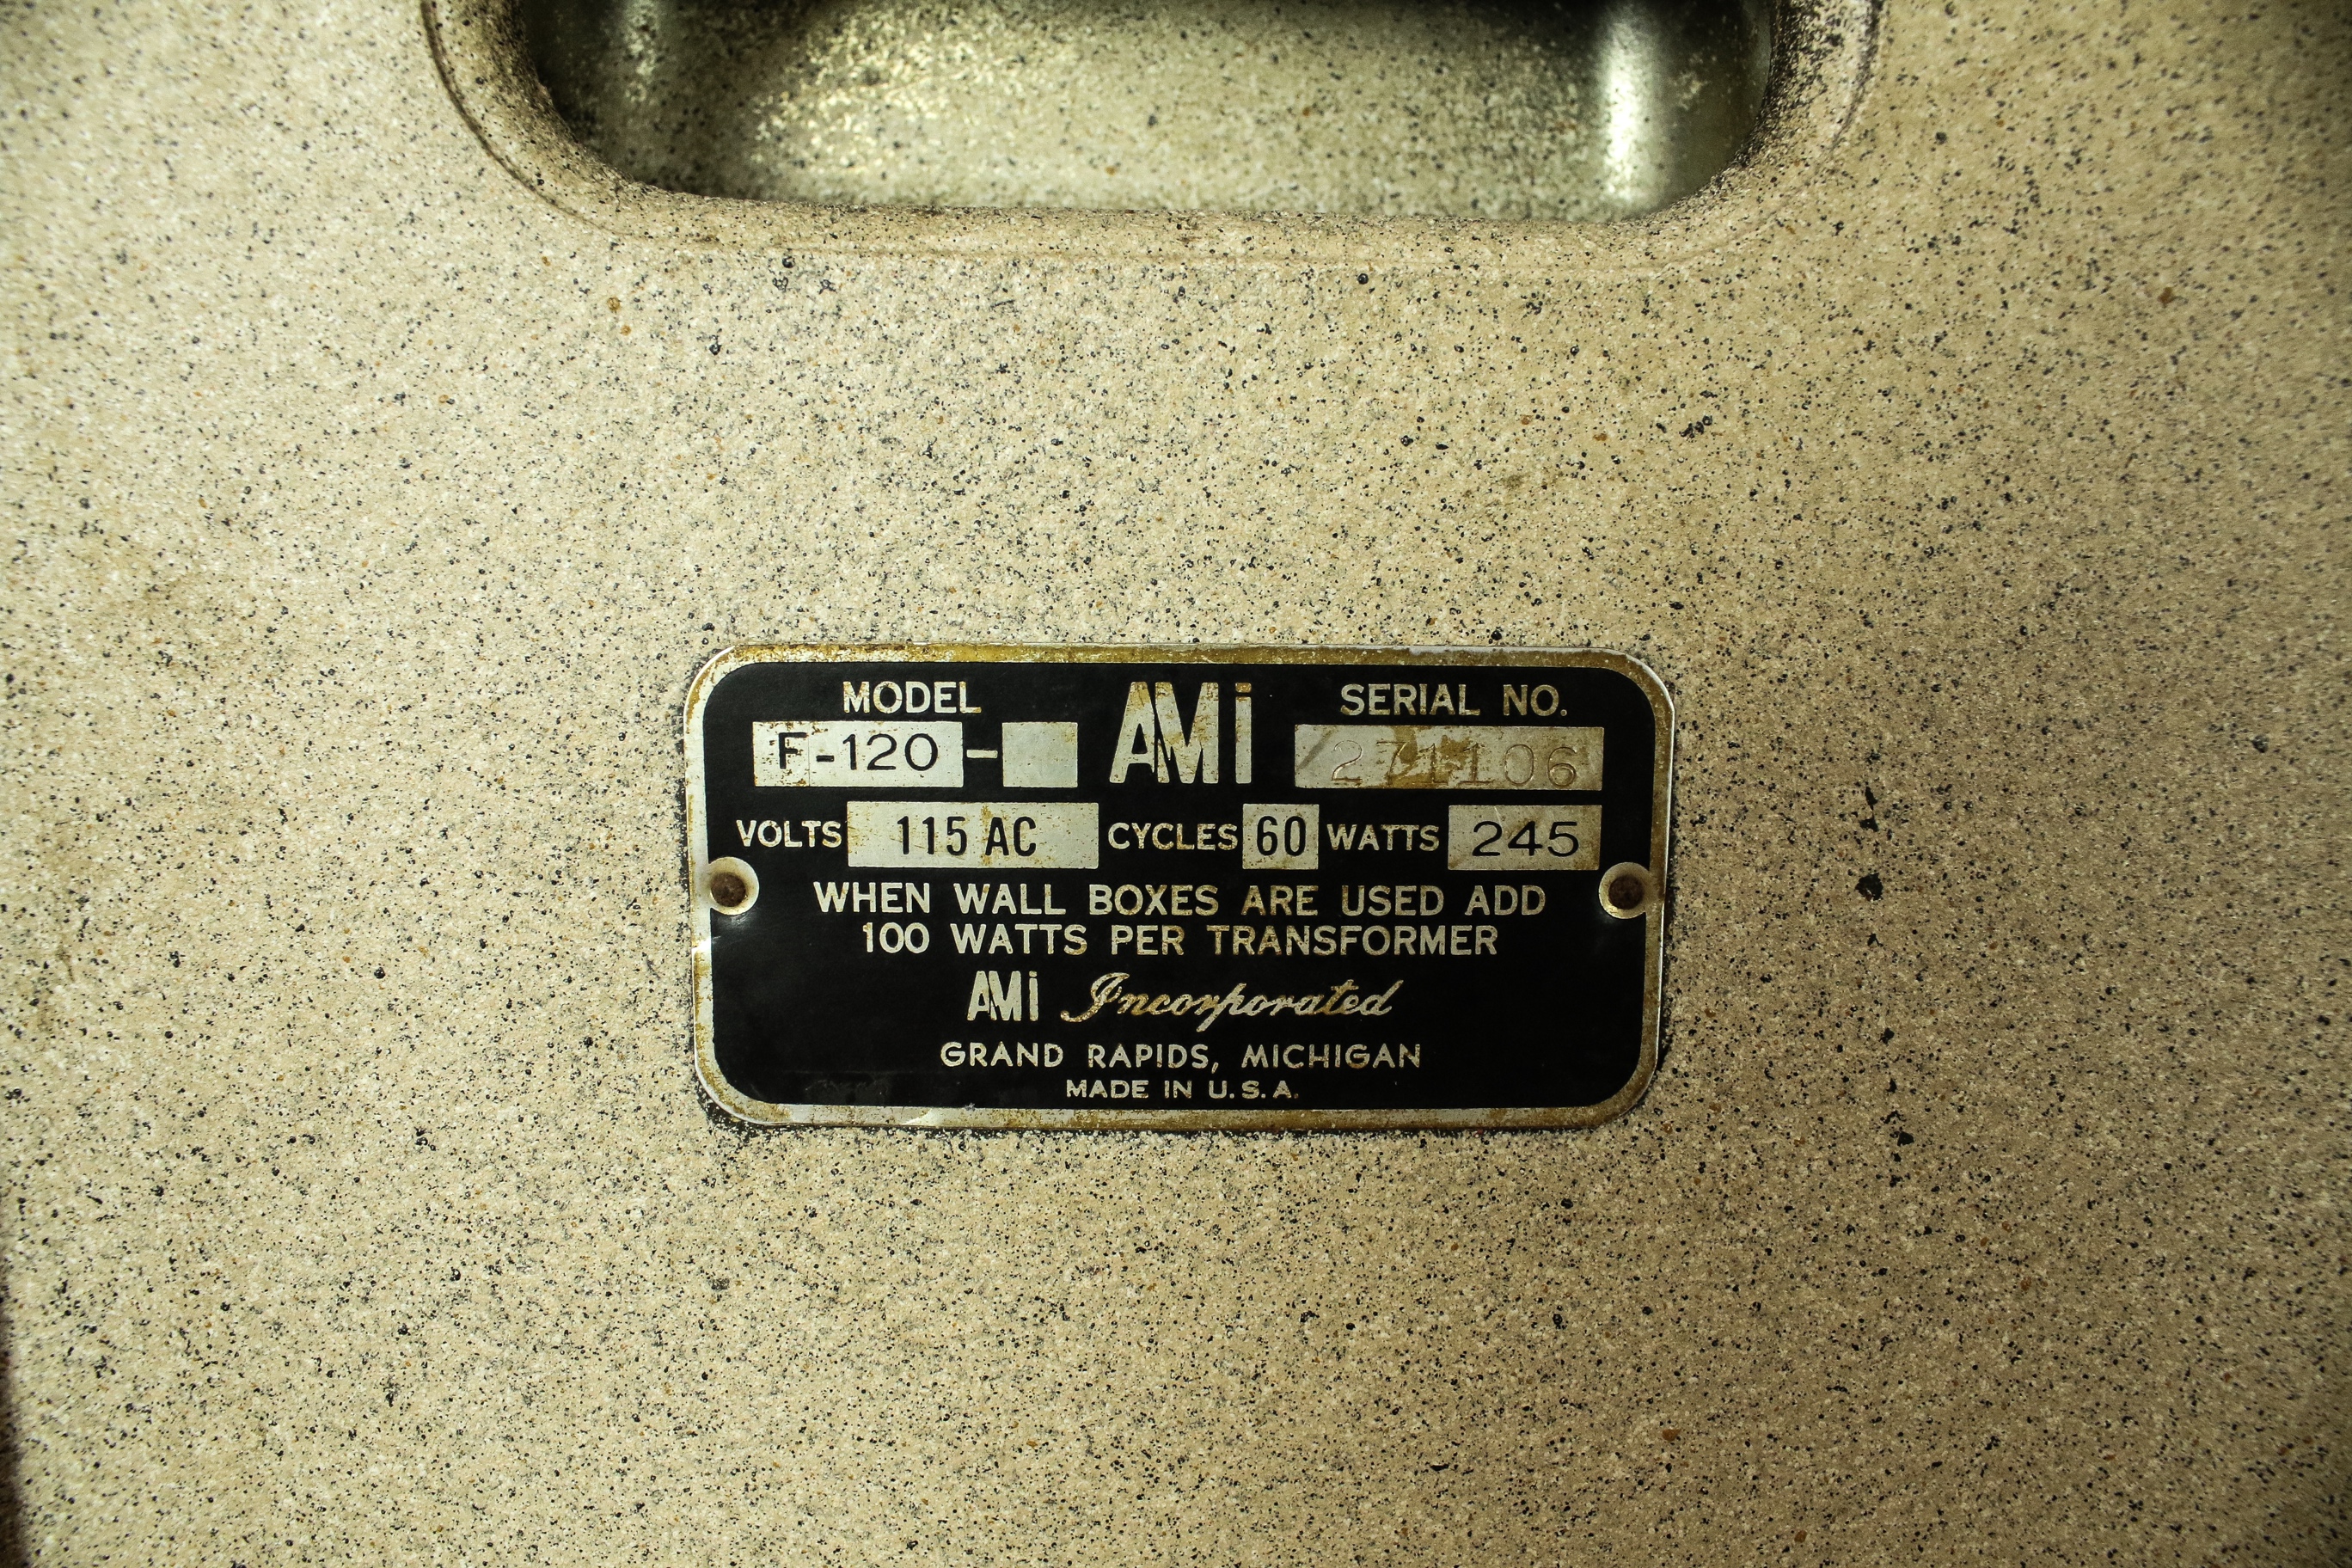 MODEL AMi SERIAL NO.
F-120- 271106
VOLTS 115 AC CYCLES 60 WATTS 245
WHEN WALL BOXES ARE USED ADD
100 WATTS PER TRANSFORMER
AMi Incorporated
GRAND RAPIDS, MICHIGAN
MADE IN U.S.A.